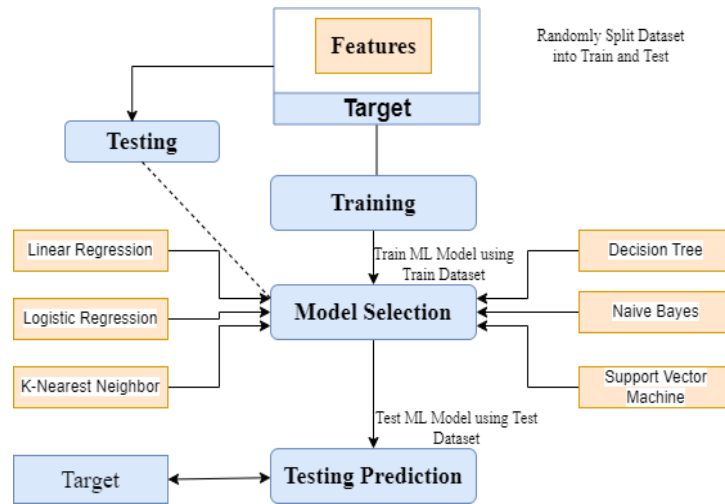 Features
Randomly Split Dataset
into Train and Test
Target
Testing
Training
Linear Regression
Train ML Model using
Train Dataset
Decision Tree
Logistic Regression
Model Selection
Naive Bayes
K-Nearest Neighbor
Support Vector
Machine
Test ML Model using Test
Dataset
Target
Testing Prediction